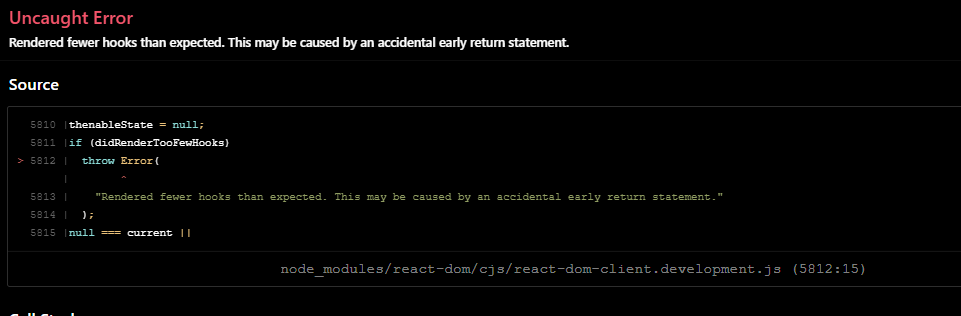 Uncaught Error
Rendered fewer hooks than expected. This may be caused by an accidental early return statement.
Source
5810 |thenableState = null;
5811 |if (didRenderTooFewHooks)
> 5812 |  throw Error(
|        ^
5813 |    "Rendered fewer hooks than expected. This may be caused by an accidental early return statement."
5814 |  );
5815 |null === current ||
node_modules/react-dom/cjs/react-dom-client.development.js (5812:15)